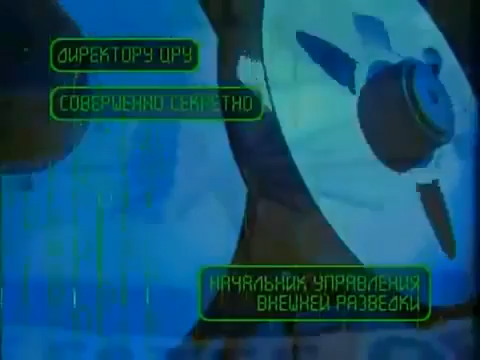 ДИРЕКТОРУ ЦРУ
СОВЕРШЕННО СЕКРЕТНО
НАЧАЛЬНИК УПРАВЛЕНИЯ
ВНЕШНЕЙ РАЗВЕДКИ